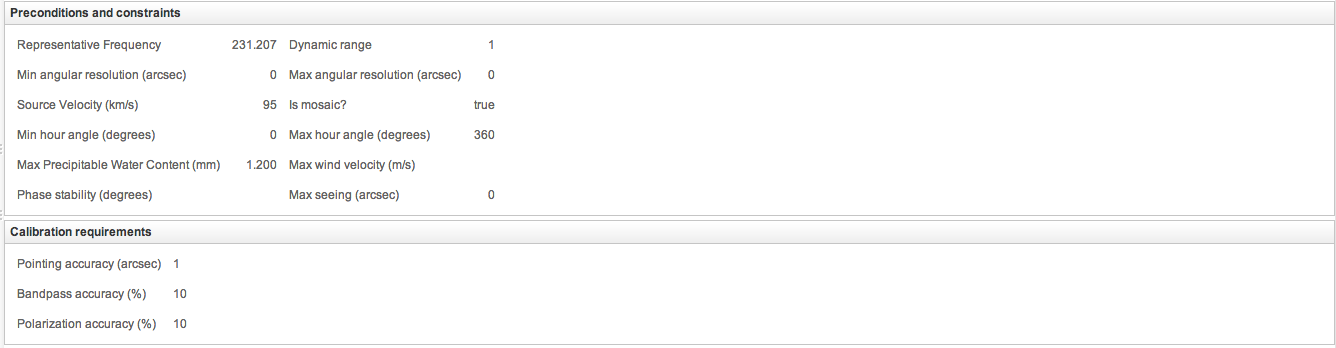 Preconditions and constraints
Representative Frequency 231.207 Dynamic range 1
Min angular resolution (arcsec) 0 Max angular resolution (arcsec) 0
Source Velocity (km/s) 95 Is mosaic? true
Min hour angle (degrees) 0 Max hour angle (degrees) 360
Max Precipitable Water Content (mm) 1.200 Max wind velocity (m/s)
Phase stability (degrees) Max seeing (arcsec) 0
Calibration requirements
Pointing accuracy (arcsec) 1
Bandpass accuracy (%) 10
Polarization accuracy (%) 10